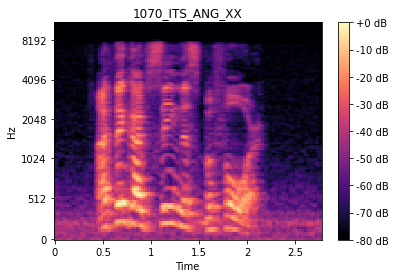 1070_ITS_ANG_XX
8192
4096
2048
1024
512
0
Hz
0
0.5
1
1.5
2
2.5
Time
+0 dB
-10 dB
-20 dB
-30 dB
-40 dB
-50 dB
-60 dB
-70 dB
-80 dB